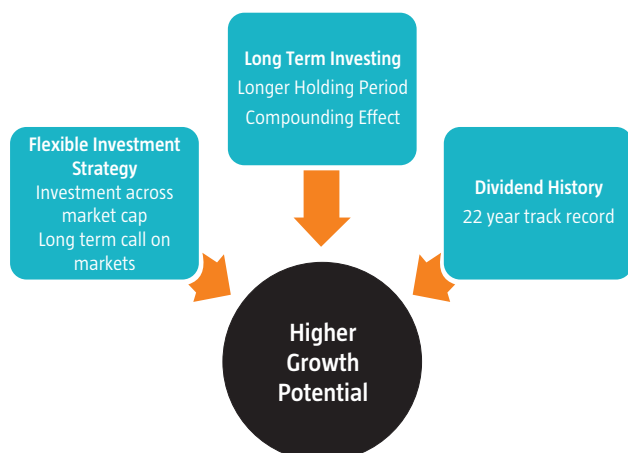 Long Term Investing
Longer Holding Period
Compounding Effect
Flexible Investment
Strategy
Investment across
market cap
Long term call on
markets
Dividend History
22 year track record
Higher
Growth
Potential